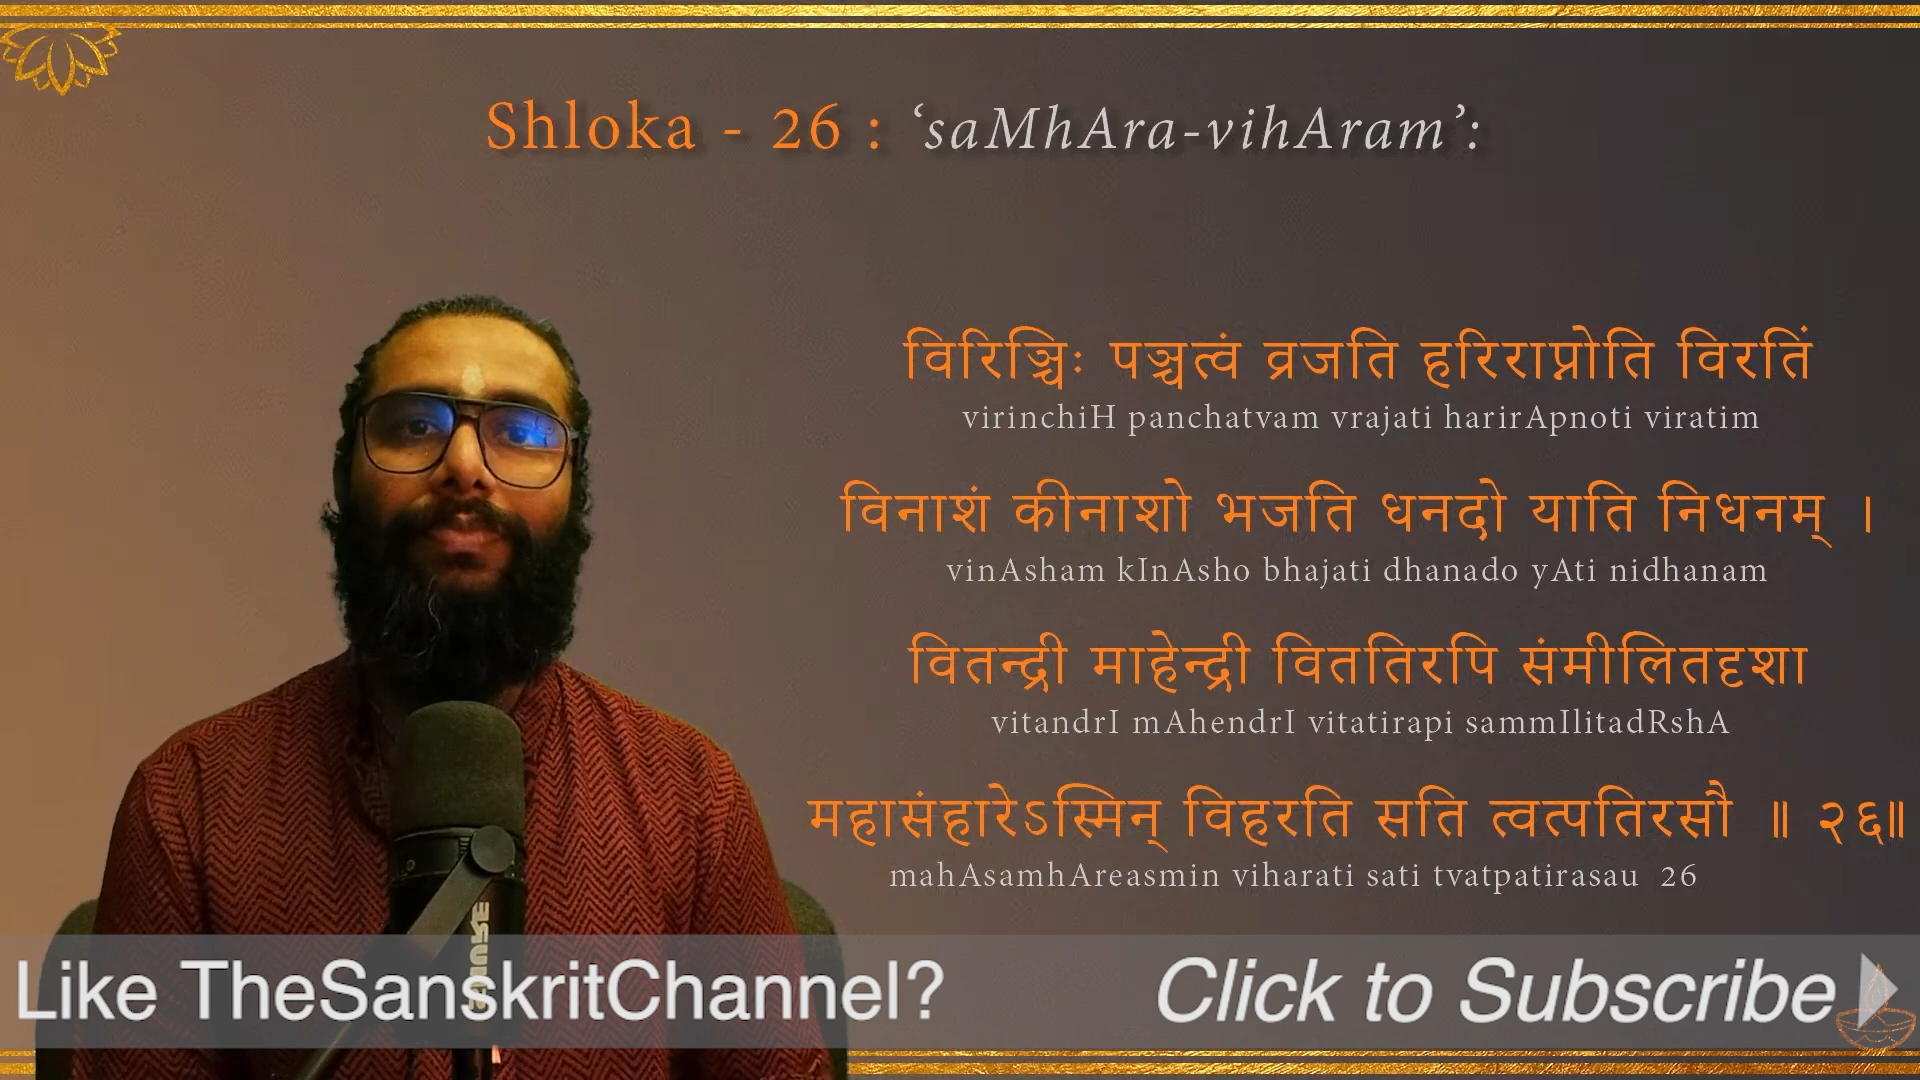 Shloka - 26 : ‘saMhAra-vihAram’:
विरिञ्चिः पञ्चत्वं व्रजति हरिराप्नोति विरतिं
virinchiH panchatvam vrajati harirApnoti viratim
विनाशं कीनाशो भजति धनदो याति निधनम् ।
vinAsham kInAsho bhajati dhanado yAti nidhanam
वितन्द्री माहेन्द्री विततिरपि संमीलितदृशा
vitandrI mAhendrI vitatirapi sammIlitadRshA
महासंहारेऽस्मिन् विहरति सति त्वत्पतिरसौ ॥ २६॥
mahAsamhAreasmin viharati sati tvatpatirasau 26
Like TheSanskritChannel? Click to Subscribe